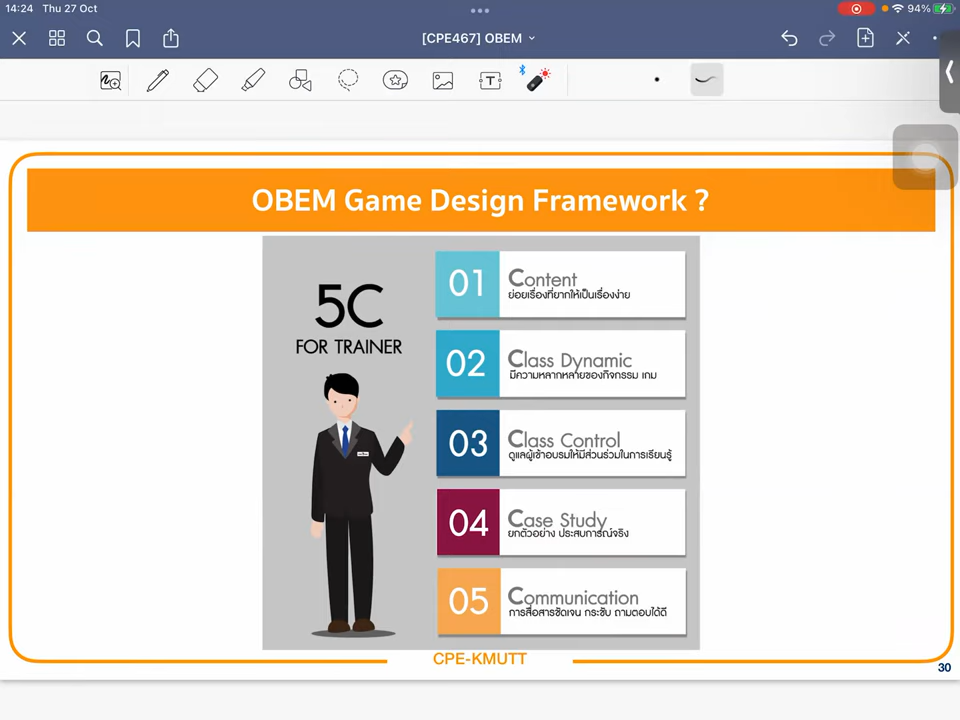 14:24 Thu 27 Oct
94%
[CPE467] OBEM
OBEM Game Design Framework ?
5C
FOR TRAINER
01
Content
ย่อยเรื่องที่ยากให้เป็นเรื่องง่าย
02
Class Dynamic
มีความหลากหลายของกิจกรรม เกม
03
Class Control
ดูแลผู้เข้าอบรมให้มีส่วนร่วมในการเรียนรู้
04
Case Study
ยกตัวอย่าง ประสบการณ์จริง
05
Communication
การสื่อสารชัดเจน กระชับ ถามตอบได้ดี
CPE-KMUTT
30